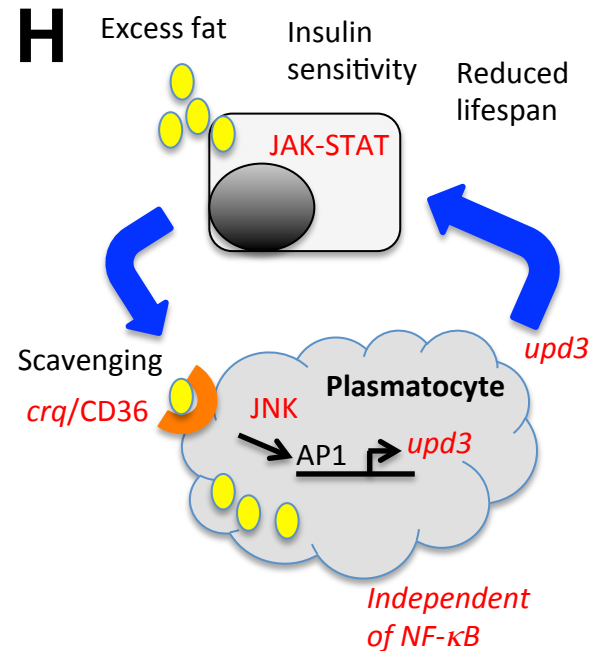 H
Excess fat
Insulin
sensitivity
Reduced
lifespan
JAK-STAT
upd3
Scavenging
crq/CD36
Plasmatocyte
JNK
AP1
upd3
Independent
of NF-κB